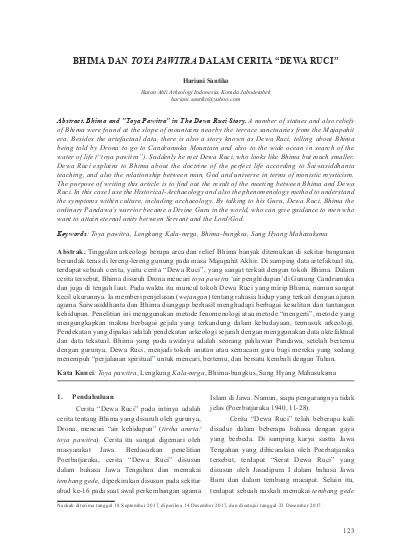 BHIMA DAN TOYA PAWITRA DALAM CERITA “DEWA RUCI”
Hariani Santiko
Ikatan Ahli Arkeologi Indonesia, Komda Jabodetabek
hariani.santiko@yahoo.com
Abstract. Bhima and "Toya Pawitra" in The Dewa Ruci Story. A number of statues and also reliefs
of Bhima were found at the slope of mountains nearby the terrace sanctuaries from the Majapahit
era. Besides the artefactual data, there is also a story known as Dewa Ruci, telling about Bhima
being told by Drona to go to Candramuka Mountain and also to the wide ocean in search of the
water of life (“toya pawitra”). Suddenly he met Dewa Ruci, who looks like Bhima but much smaller.
Dewa Ruci explains to Bhima about the doctrine of the perfect life according to Saiwasiddhanta
teaching, and also the relationship between man, God and universe in terms of monistic mysticism.
The purpose of writing this article is to find out the result of the meeting between Bhima and Dewa
Ruci. In this case I use the Historical-Archaeology and also the phenomenology method to understand
the symptoms within culture, including archaeology. By talking to his Guru, Dewa Ruci, Bhima the
ordinary Pandawa's warrior became a Divine Guru in the world, who can give guidance to men who
want to attain eternal unity between Servant and the Lord/God.
Keywords: Toya pawitra, Lengkung Kala-mrga, Bhima-bungkus, Sang Hyang Mahasuksma
Abstrak. Tinggalan arkeologi berupa arca dan relief Bhima banyak ditemukan di sekitar bangunan
berundak teras di lereng-lereng gunung pada masa Majapahit Akhir. Di samping data artefaktual itu,
terdapat sebuah cerita, yaitu cerita “Dewa Ruci”, yang sangat terkait dengan tokoh Bhima. Dalam
cerita tersebut, Bhima disuruh Drona mencari toya pawitra ‘air penghidupan’ di Gunung Candramuka
dan juga di tengah laut. Pada waktu itu muncul tokoh Dewa Ruci yang mirip Bhima, namun sangat
kecil ukurannya. Ia memberi penjelasan (wejangan) tentang rahasia hidup yang terkait dengan ajaran
agama Saiwasiddhanta dan Bhima dianggap berhasil menghadapi berbagai kesulitan dan tantangan
kehidupan. Penelitian ini menggunakan metode fenomenologi atau metode “mengerti”, metode yang
mengungkapkan makna berbagai gejala yang terkandung dalam kebudayaan, termasuk arkeologi.
Pendekatan yang dipakai adalah pendekatan arkeologi sejarah dengan menggunakan data aktefaktual
dan data tekstual. Bhima yang pada awalnya adalah seorang pahlawan Pandawa, setelah bertemu
dengan gurunya, Dewa Ruci, menjadi tokoh anutan atau semacam guru bagi mereka yang sedang
menempuh “perjalanan spiritual” untuk mencari, bertemu, dan bersatu kembali dengan Tuhan.
Kata Kunci: Toya pawitra, Lengkung Kala-mrga, Bhima-bungkus, Sang Hyang Mahasuksma
1. Pendahuluan
Cerita “Dewa Ruci” pada intinya adalah
cerita tentang Bhima yang disuruh oleh gurunya,
Drona, mencari “air kehidupan” (tirtha amrta/
toya pawitra). Cerita itu sangat digemari oleh
masyarakat Jawa. Berdasarkan penelitian
Poerbatjaraka, cerita “Dewa Ruci” disusun
dalam bahasa Jawa Tengahan dan memakai
tembang gede, diperkirakan disusun pada sekitar
abad ke-16 pada saat awal perkembangan agama
Islam di Jawa. Namun, siapa pengarangnya tidak
jelas (Poerbatjaraka 1940, 11-28).
Cerita “Dewa Ruci” telah beberapa kali
disadur dalam beberapa bahasa dengan gaya
yang berbeda. Di samping karya sastra Jawa
Tengahan yang dibicarakan oleh Poerbatjaraka
tersebut, terdapat “Serat Dewa Ruci” yang
disusun oleh Jasadipura I dalam bahasa Jawa
Baru dan dalam tembang macapat. Selain itu,
terdapat sebuah naskah memakai tembang gede
Naskah diterima tanggal 18 September 2017, diperiksa 14 Desember 2017, dan disetujui tanggal 23 Desember 2017.
123